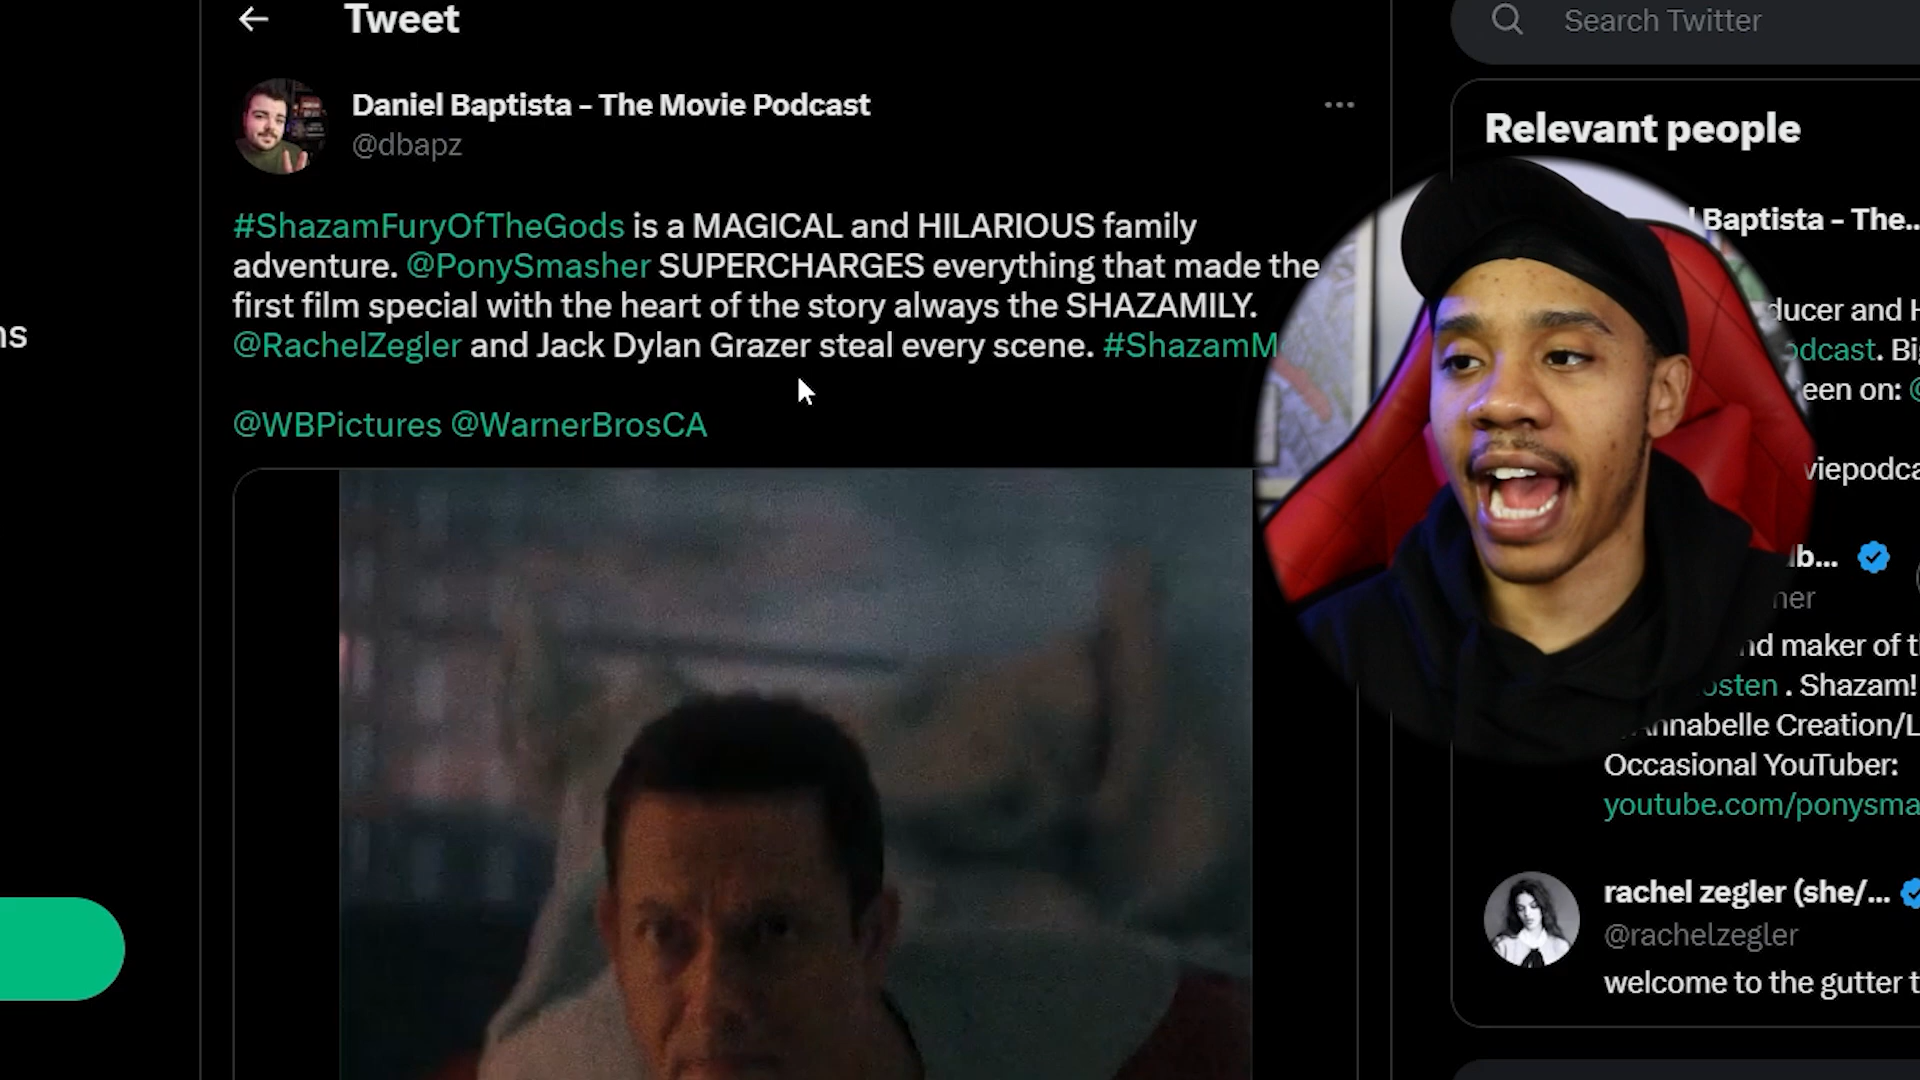 Tweet
Search Twitter
Daniel Baptista – The Movie Podcast
@dbapz
#ShazamFuryOfTheGods is a MAGICAL and HILARIOUS family
adventure. @PonySmasher SUPERCHARGES everything that made the
first film special with the heart of the story always the SHAZAMILY.
@RachelZegler and Jack Dylan Grazer steal every scene. #ShazamM
@WBPictures @WarnerBrosCA
ns
Relevant people
Baptista – The...
ducer and H
odcast. Bi
een on: @
viepodca
b...
her
nd maker of t
osten . Shazam!
Annabelle Creation/L
Occasional YouTuber:
youtube.com/ponysma
rachel zegler (she/...
@rachelzegler
welcome to the gutter t